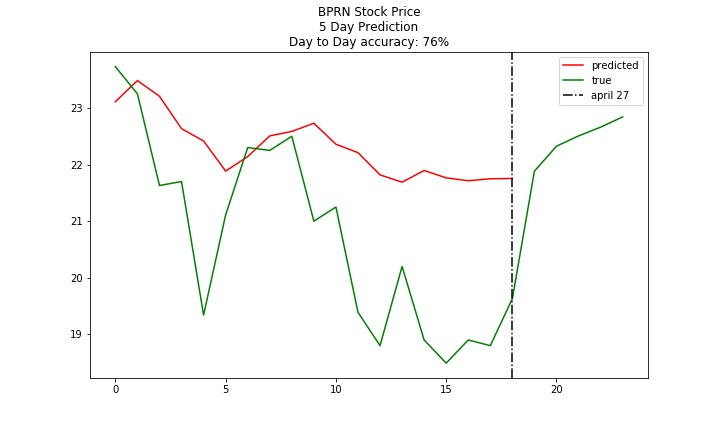 BPRN Stock Price
5 Day Prediction
Day to Day accuracy: 76%
predicted
true
april 27
23
22
21
20
19
0 5 10 15 20